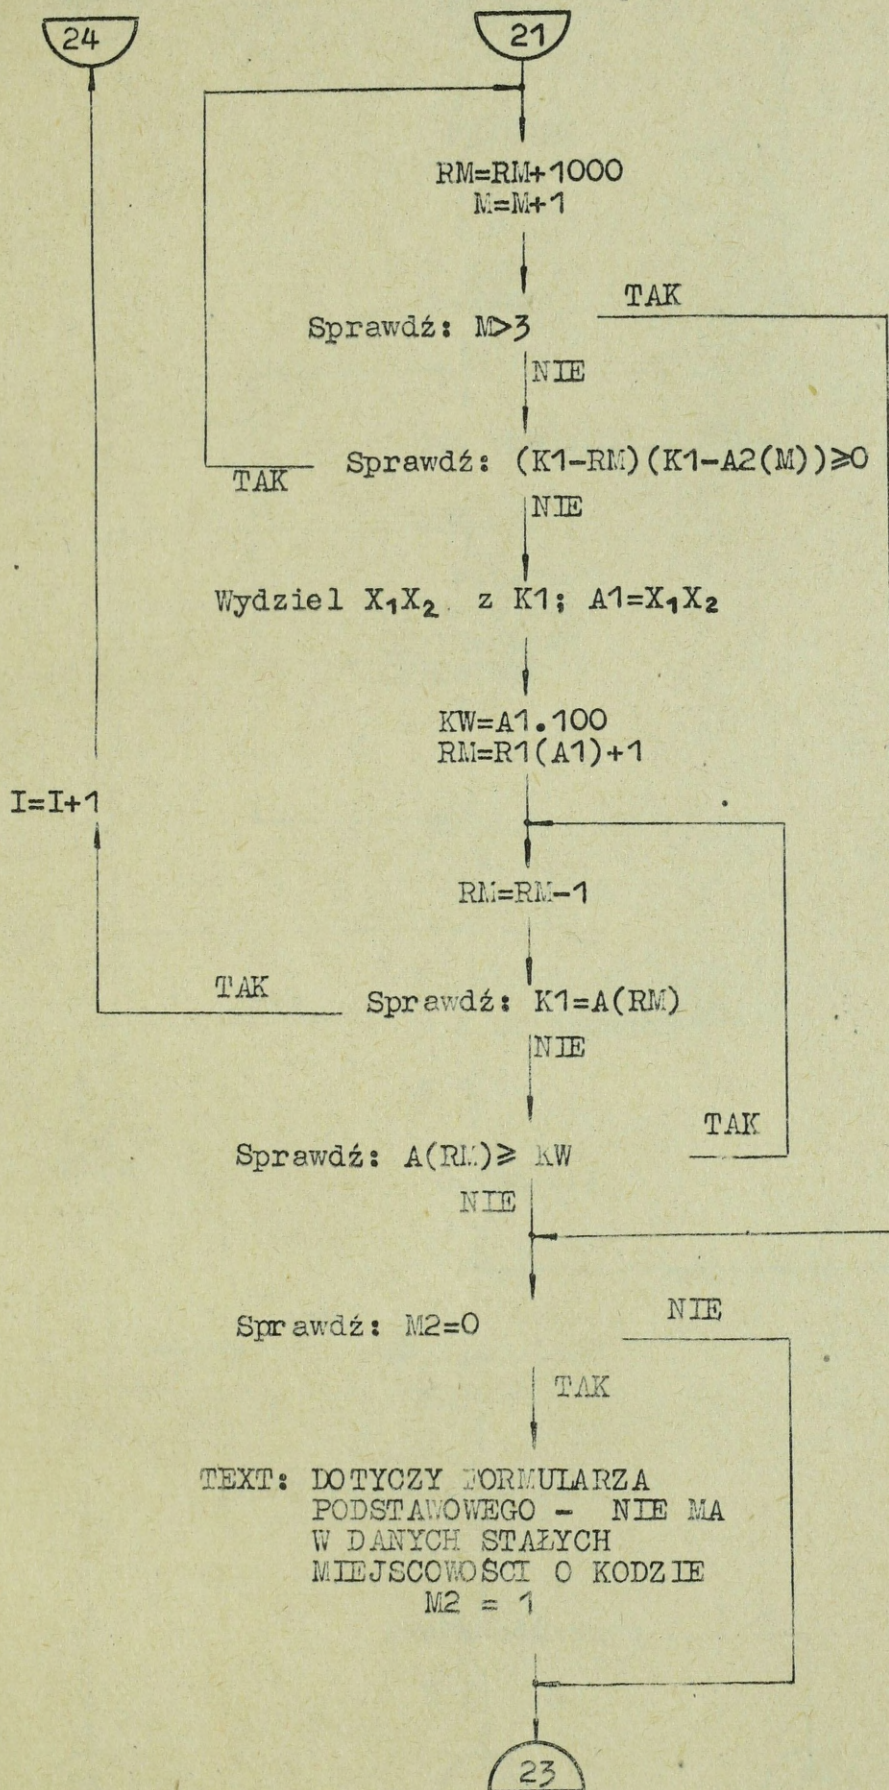 24
21
RM=RM+1000
M=M+1
TAK
Sprawdź: M>3
NIE
Sprawdź: (K1-RM)(K1-A2(M))≥0
TAK
NIE
Wydziel X₁X₂ z K1; A1=X₁X₂
KW=A1.100
RM=R1(A1)+1
I=I+1
RM=RM-1
TAK
Sprawdź: K1=A(RM)
NIE
TAK
Sprawdź: A(RM)≥ KW
NIE
NIE
Sprawdź: M2=0
TAK
TEXT: DOTYCZY FORMULARZA
PODSTAWOWEGO - NIE MA
W DANYCH STAŁYCH
MIEJSCOWOŚCI O KODZIE
M2 = 1
23